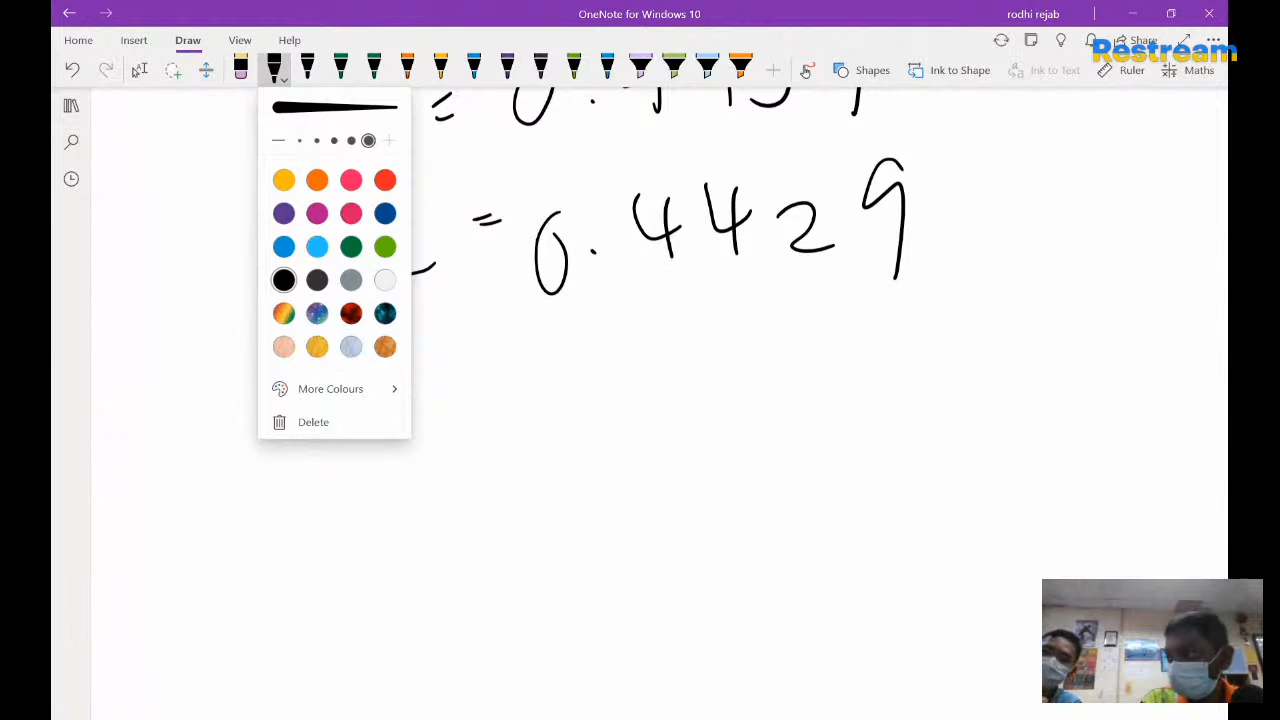 OneNote for Windows 10
rodhi rejab
Home Insert Draw View Help
Share
Restream
Shapes
Ink to Shape
Ink to Text
Ruler
Maths
= 0.4429
More Colours
Delete